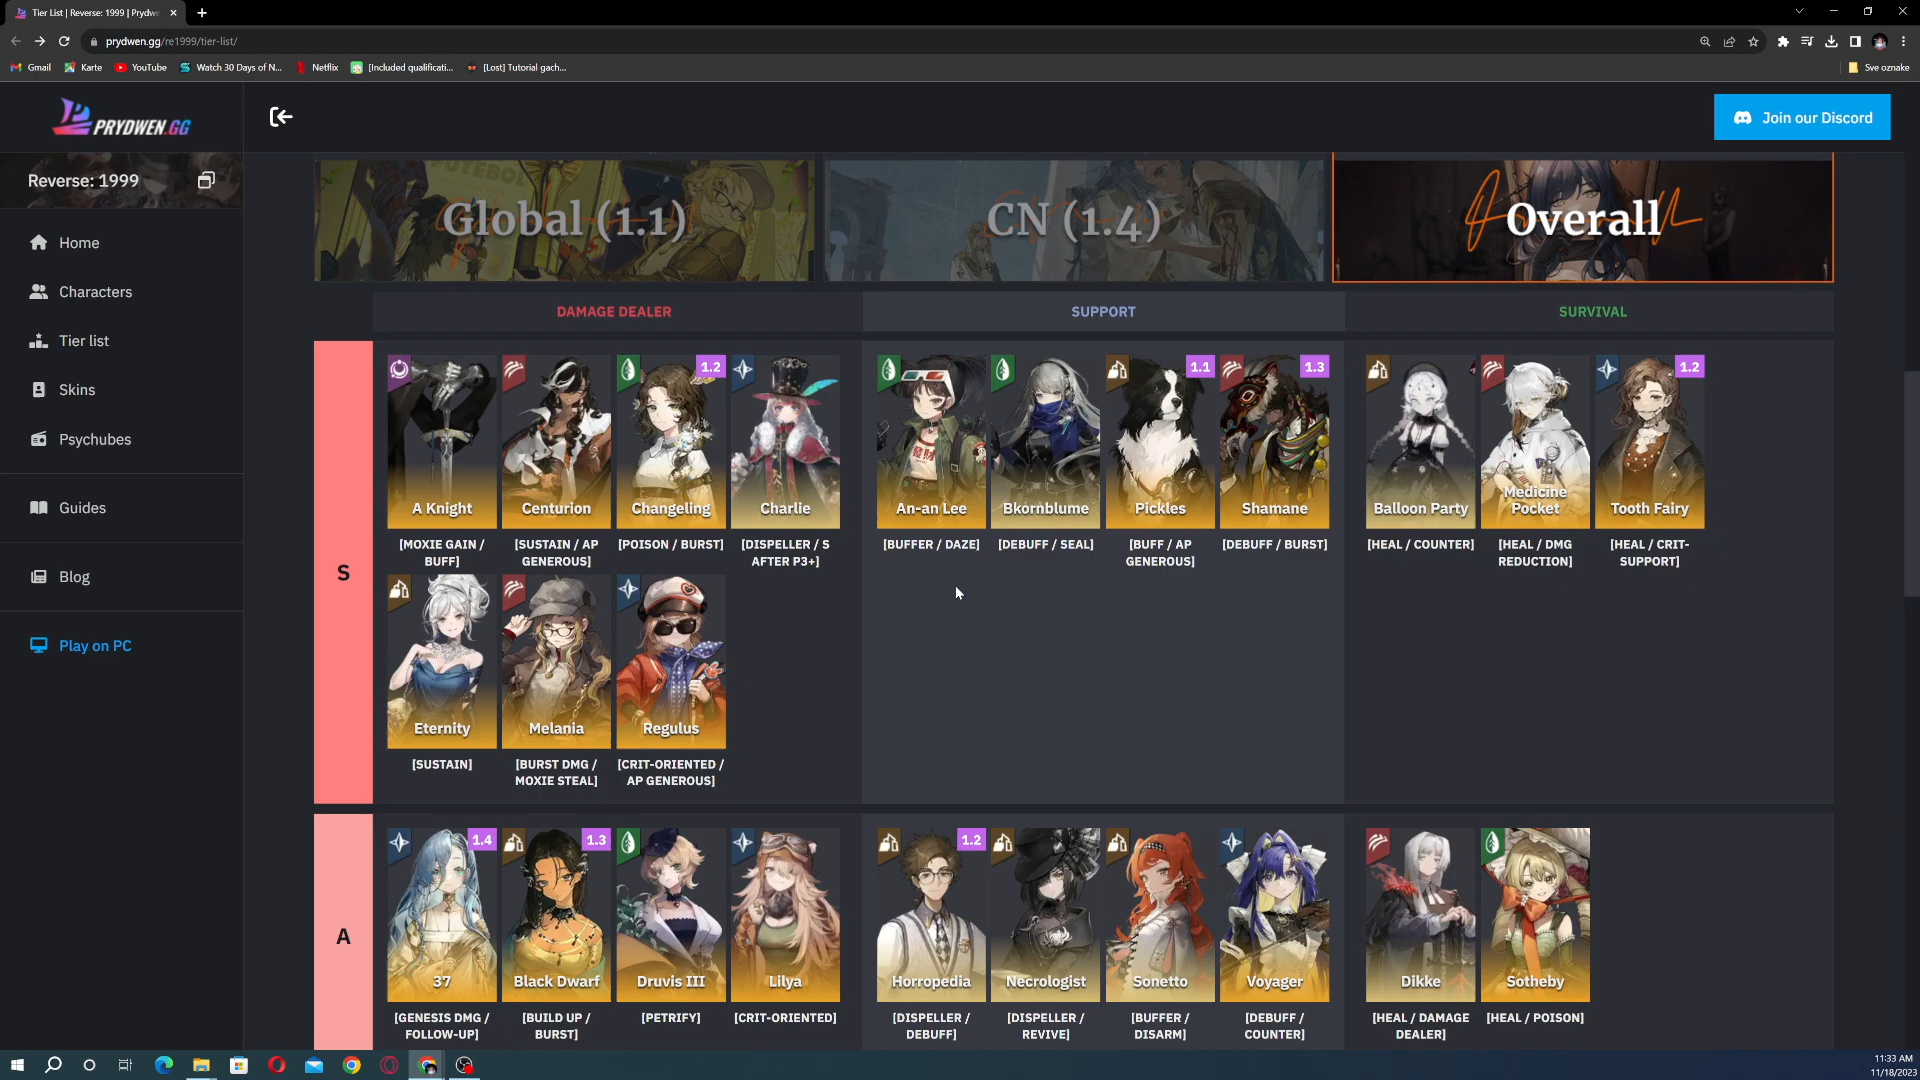 Tier List | Reverse: 1999 | Prydwe
prydwen.gg/re1999/tier-list/
Gmail
Karte
YouTube
Watch 30 Days of N...
Netflix
[Included qualificati...
[Lost] Tutorial gach...
Sve oznake
PRYDWEN.GG
Join our Discord
Reverse: 1999
Home
Characters
Tier list
Skins
Psychubes
Guides
Blog
Play on PC
FUTEBOL
Global (1.1)
CN (1.4)
Overall
DAMAGE DEALER
SUPPORT
SURVIVAL
S
1.2
1.1
1.3
1.2
A Knight
Centurion
Changeling
Charlie
An-an Lee
Bkornblume
Pickles
Shamane
Balloon Party
Medicine
Pocket
Tooth Fairy
[MOXIE GAIN /
BUFF]
[SUSTAIN / AP
GENEROUS]
[POISON / BURST]
[DISPELLER / S
AFTER P3+]
[BUFFER / DAZE]
[DEBUFF / SEAL]
[BUFF / AP
GENEROUS]
[DEBUFF / BURST]
[HEAL / COUNTER]
[HEAL / DMG
REDUCTION]
[HEAL / CRIT-
SUPPORT]
Eternity
Melania
Regulus
[SUSTAIN]
[BURST DMG /
MOXIE STEAL]
[CRIT-ORIENTED /
AP GENEROUS]
A
1.4
1.3
1.2
37
Black Dwarf
Druvis III
Lilya
Horropedia
Necrologist
Sonetto
Voyager
Dikke
Sotheby
[GENESIS DMG /
FOLLOW-UP]
[BUILD UP /
BURST]
[PETRIFY]
[CRIT-ORIENTED]
[DISPELLER /
DEBUFF]
[DISPELLER /
REVIVE]
[BUFFER /
DISARM]
[DEBUFF /
COUNTER]
[HEAL / DAMAGE
DEALER]
[HEAL / POISON]
11:33 AM
11/18/2023